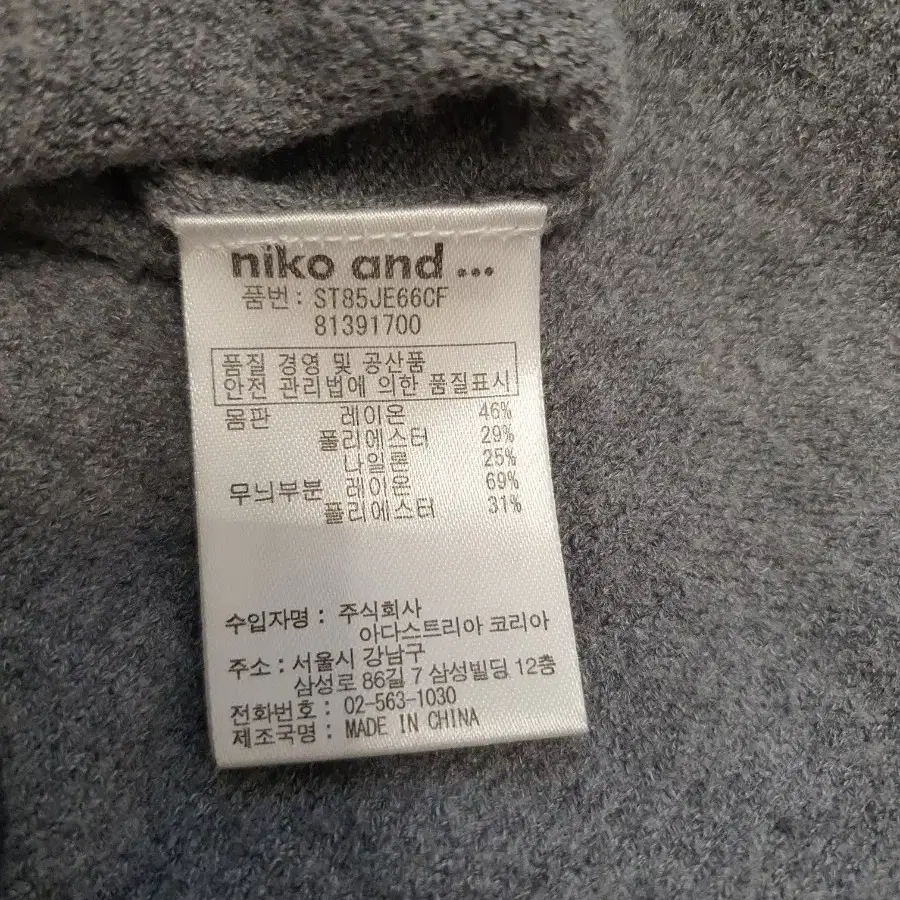 niko and ...
품번: ST85JE66CF
81391700
품질 경영 및 공산품
안전 관리법에 의한 품질표시
몸판 레이온 46%
폴리에스터 29%
나일론 25%
무늬부분 레이온 69%
폴리에스터 31%
수입자명 : 주식회사
아다스트리아 코리아
주소 : 서울시 강남구
삼성로 86길 7 삼성빌딩 12층
전화번호 : 02-563-1030
제조국명 : MADE IN CHINA